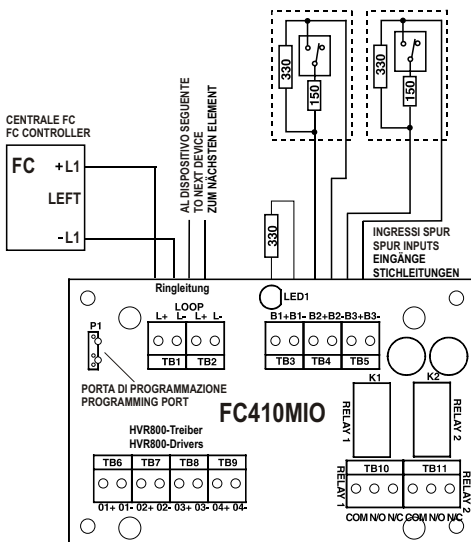 CENTRALE FC
FC CONTROLLER
FC
+L1
LEFT
-L1
AL DISPOSITIVO SEGUENTE
TO NEXT DEVICE
ZUM NÄCHSTEN ELEMENT
330
330
150
330
150
INGRESSI SPUR
SPUR INPUTS
EINGÄNGE
STICHLEITUNGEN
Ringleitung
LOOP
L+ L- L+ L-
TB1 TB2
LED1
B1+B1- B2+B2-B3+B3-
TB3 TB4 TB5
P1
PORTA DI PROGRAMMAZIONE
PROGRAMMING PORT
FC410MIO
K1
K2
RELAY 1
RELAY 2
HVR800-Treiber
HVR800-Drivers
TB6 TB7 TB8 TB9
01+ 01- 02+ 02- 03+ 03- 04+ 04-
RELAY 1
TB10 TB11
RELAY 2
COM N/O N/C COM N/O N/C